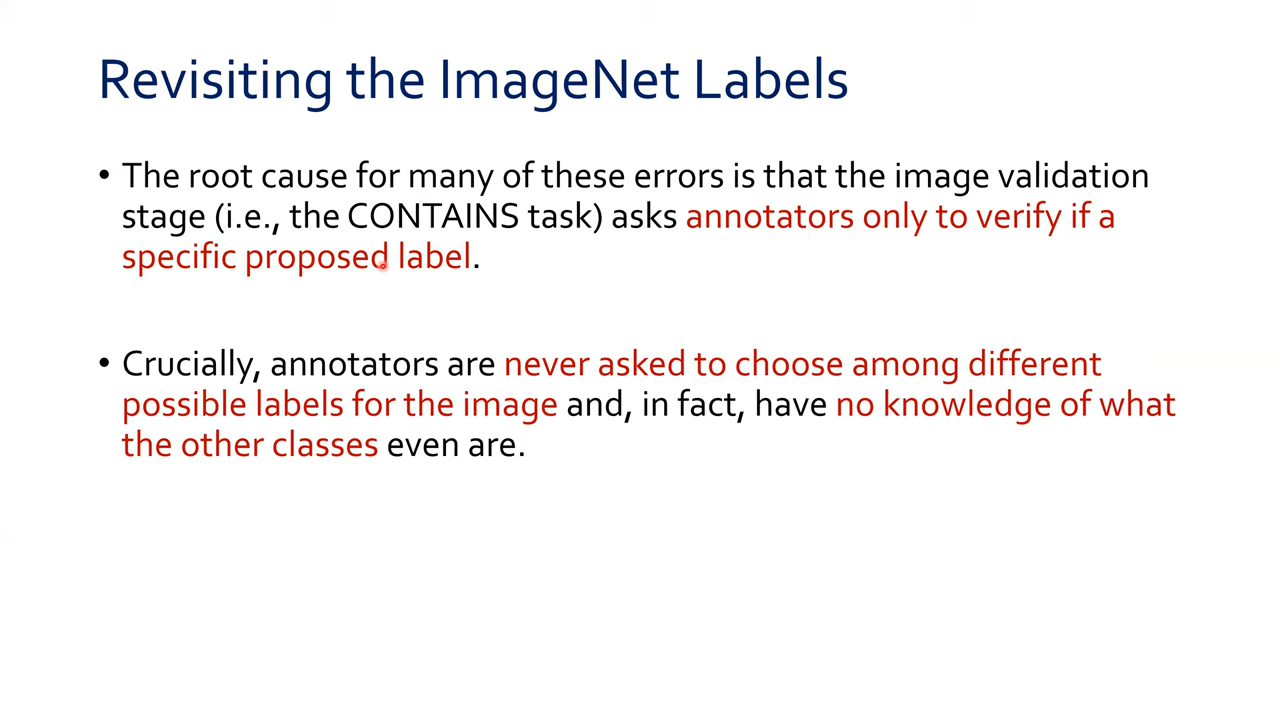 Revisiting the ImageNet Labels
• The root cause for many of these errors is that the image validation
stage (i.e., the CONTAINS task) asks annotators only to verify if a
specific proposed label.
• Crucially, annotators are never asked to choose among different
possible labels for the image and, in fact, have no knowledge of what
the other classes even are.